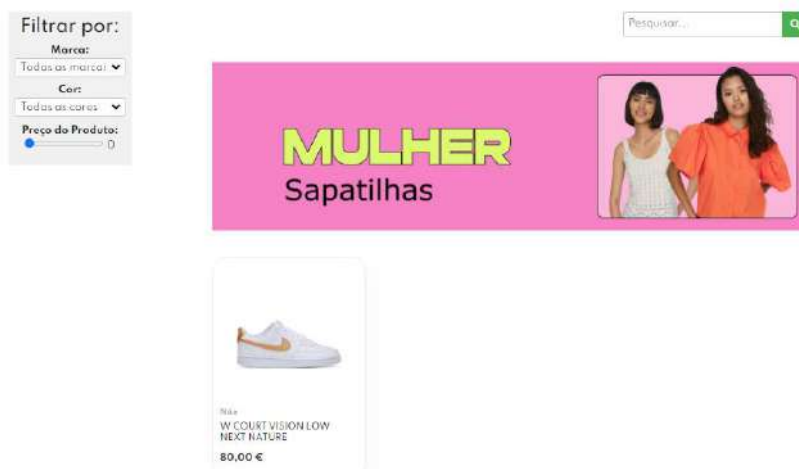 Filtrar por:
Marca:
Todas as marcas
Cor:
Todas as cores
Preço do Produto:
0
Pesquisar...
MULHER
Sapatilhas
W COURT VISION LOW
NEXT NATURE
80,00 €